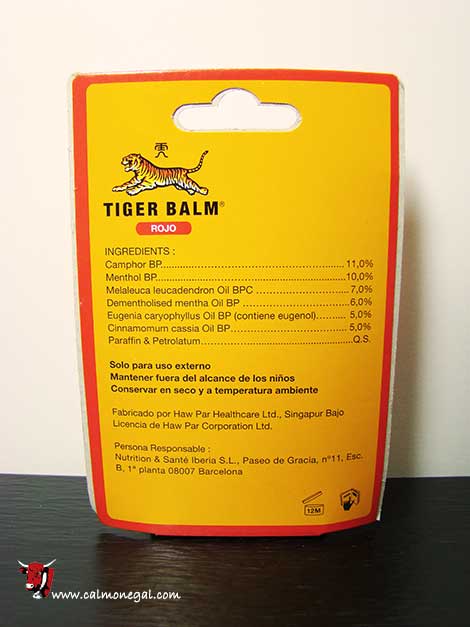 虎
TIGER BALM®
ROJO
INGREDIENTS :
Camphor BP..........................................................11,0%
Menthol BP..........................................................10,0%
Melaleuca leucadendron Oil BPC ............................7,0%
Dementholised mentha Oil BP ................................6,0%
Eugenia caryophyllus Oil BP (contiene eugenol).........5,0%
Cinnamomum cassia Oil BP...................................5,0%
Paraffin & Petrolatum............................................Q.S.
Solo para uso externo
Mantener fuera del alcance de los niños
Conservar en seco y a temperatura ambiente
Fabricado por Haw Par Healthcare Ltd., Singapur Bajo
Licencia de Haw Par Corporation Ltd.
Persona Responsable :
Nutrition & Santé Iberia S.L., Paseo de Gracia, nº11, Esc.
B, 1ª planta 08007 Barcelona
12M
www.calmonegal.com